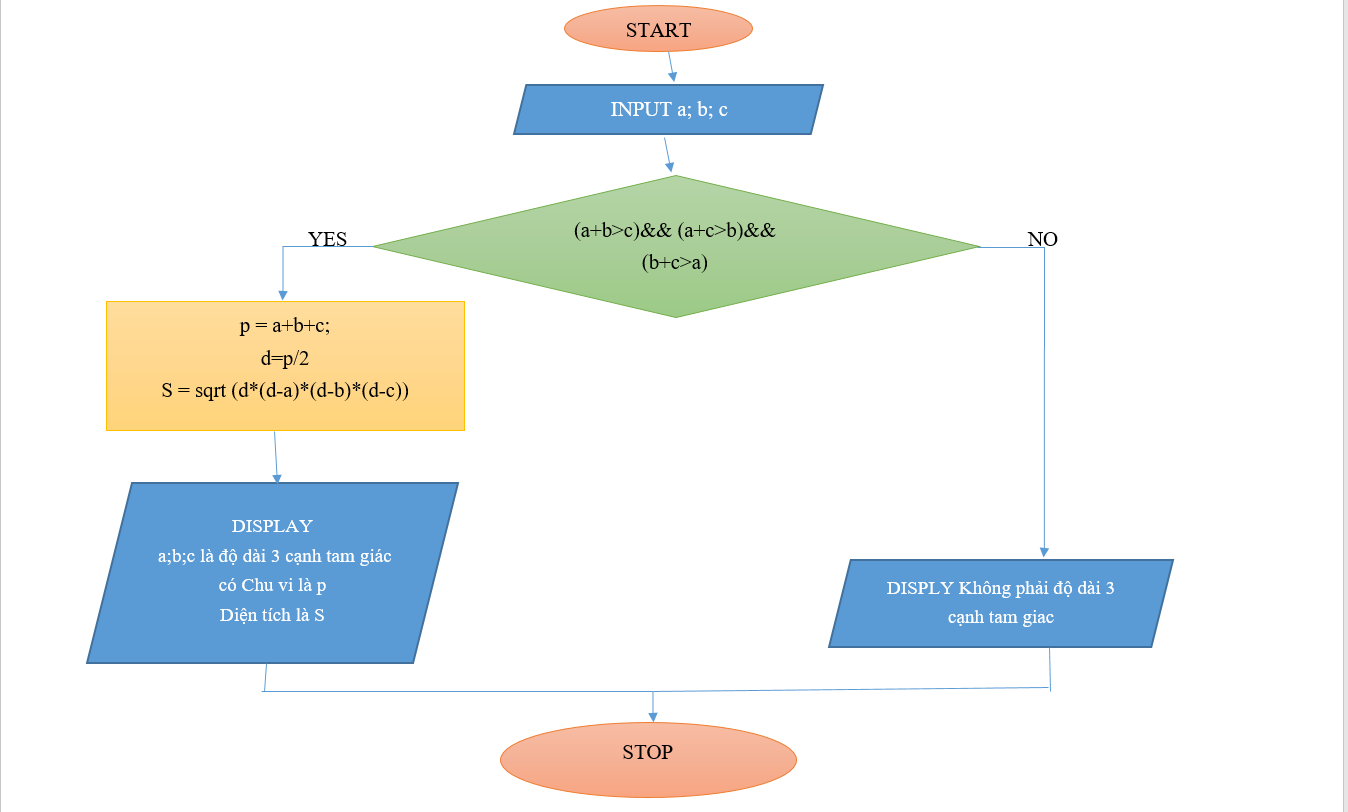 START
INPUT a; b; c
(a+b>c)&& (a+c>b)&&
(b+c>a)
YES
NO
p = a+b+c;
d=p/2
S = sqrt (d*(d-a)*(d-b)*(d-c))
DISPLAY
a;b;c là độ dài 3 cạnh tam giác
có Chu vi là p
Diện tích là S
DISPLY Không phải độ dài 3
cạnh tam giac
STOP